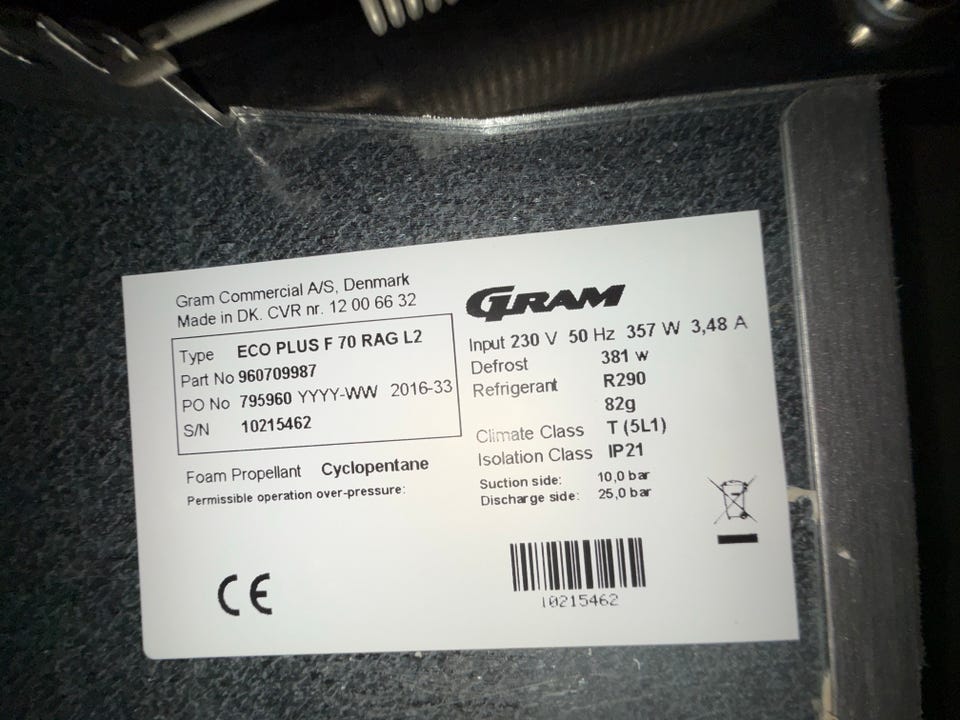 Gram Commercial A/S, Denmark
Made in DK. CVR nr. 12 00 66 32
Type ECO PLUS F 70 RAG L2
Part No 960709987
PO No 795960 YYYY-WW 2016-33
S/N 10215462
Foam Propellant Cyclopentane
Permissible operation over-pressure:
CE
GRAM
Input 230 V 50 Hz 357 W 3,48 A
Defrost 381 W
Refrigerant R290
82g
Climate Class T (5L1)
Isolation Class IP21
Suction side: 10,0 bar
Discharge side: 25,0 bar
10215462